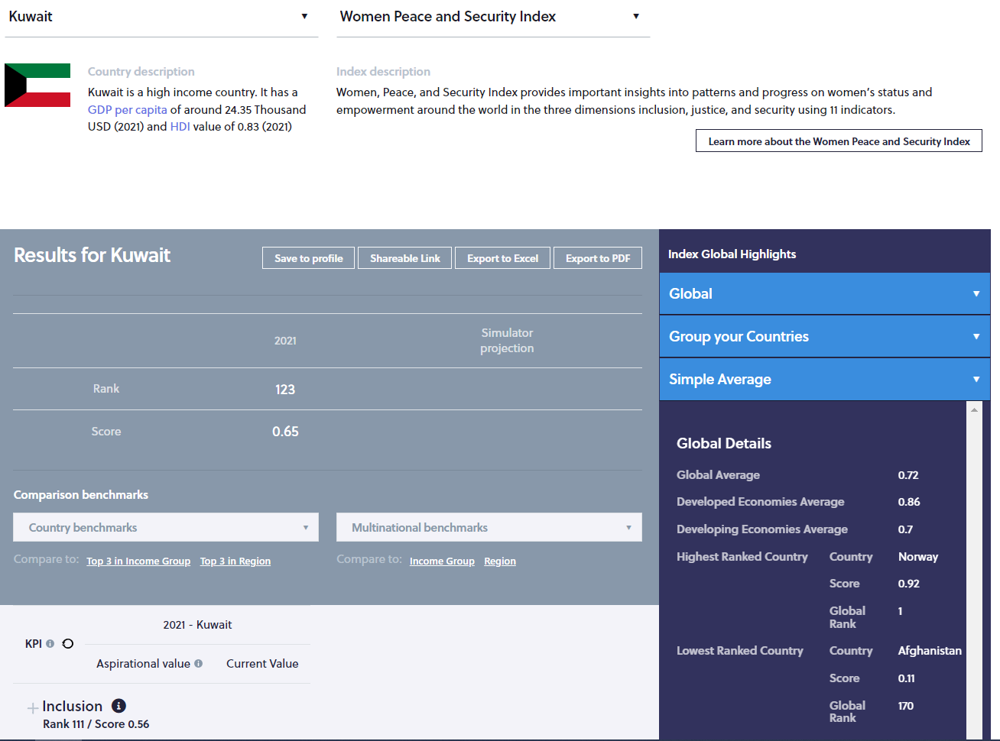 Kuwait
Women Peace and Security Index
Country description
Kuwait is a high income country. It has a
GDP per capita of around 24.35 Thousand
USD (2021) and HDI value of 0.83 (2021)
Index description
Women, Peace, and Security Index provides important insights into patterns and progress on women's status and
empowerment around the world in the three dimensions inclusion, justice, and security using 11 indicators.
Learn more about the Women Peace and Security Index
Results for Kuwait
Save to profile
Shareable Link
Export to Excel
Export to PDF
2021
Simulator
projection
Rank 123
Score 0.65
Comparison benchmarks
Country benchmarks
Multinational benchmarks
Compare to: Top 3 in Income Group Top 3 in Region
Compare to: Income Group Region
2021 - Kuwait
KPI
Aspirational value
Current Value
Inclusion
Rank 111 / Score 0.56
Index Global Highlights
Global
Group your Countries
Simple Average
Global Details
Global Average 0.72
Developed Economies Average 0.86
Developing Economies Average 0.7
Highest Ranked Country Country Norway
Score 0.92
Global 1
Rank
Lowest Ranked Country Country Afghanistan
Score 0.11
Global 170
Rank